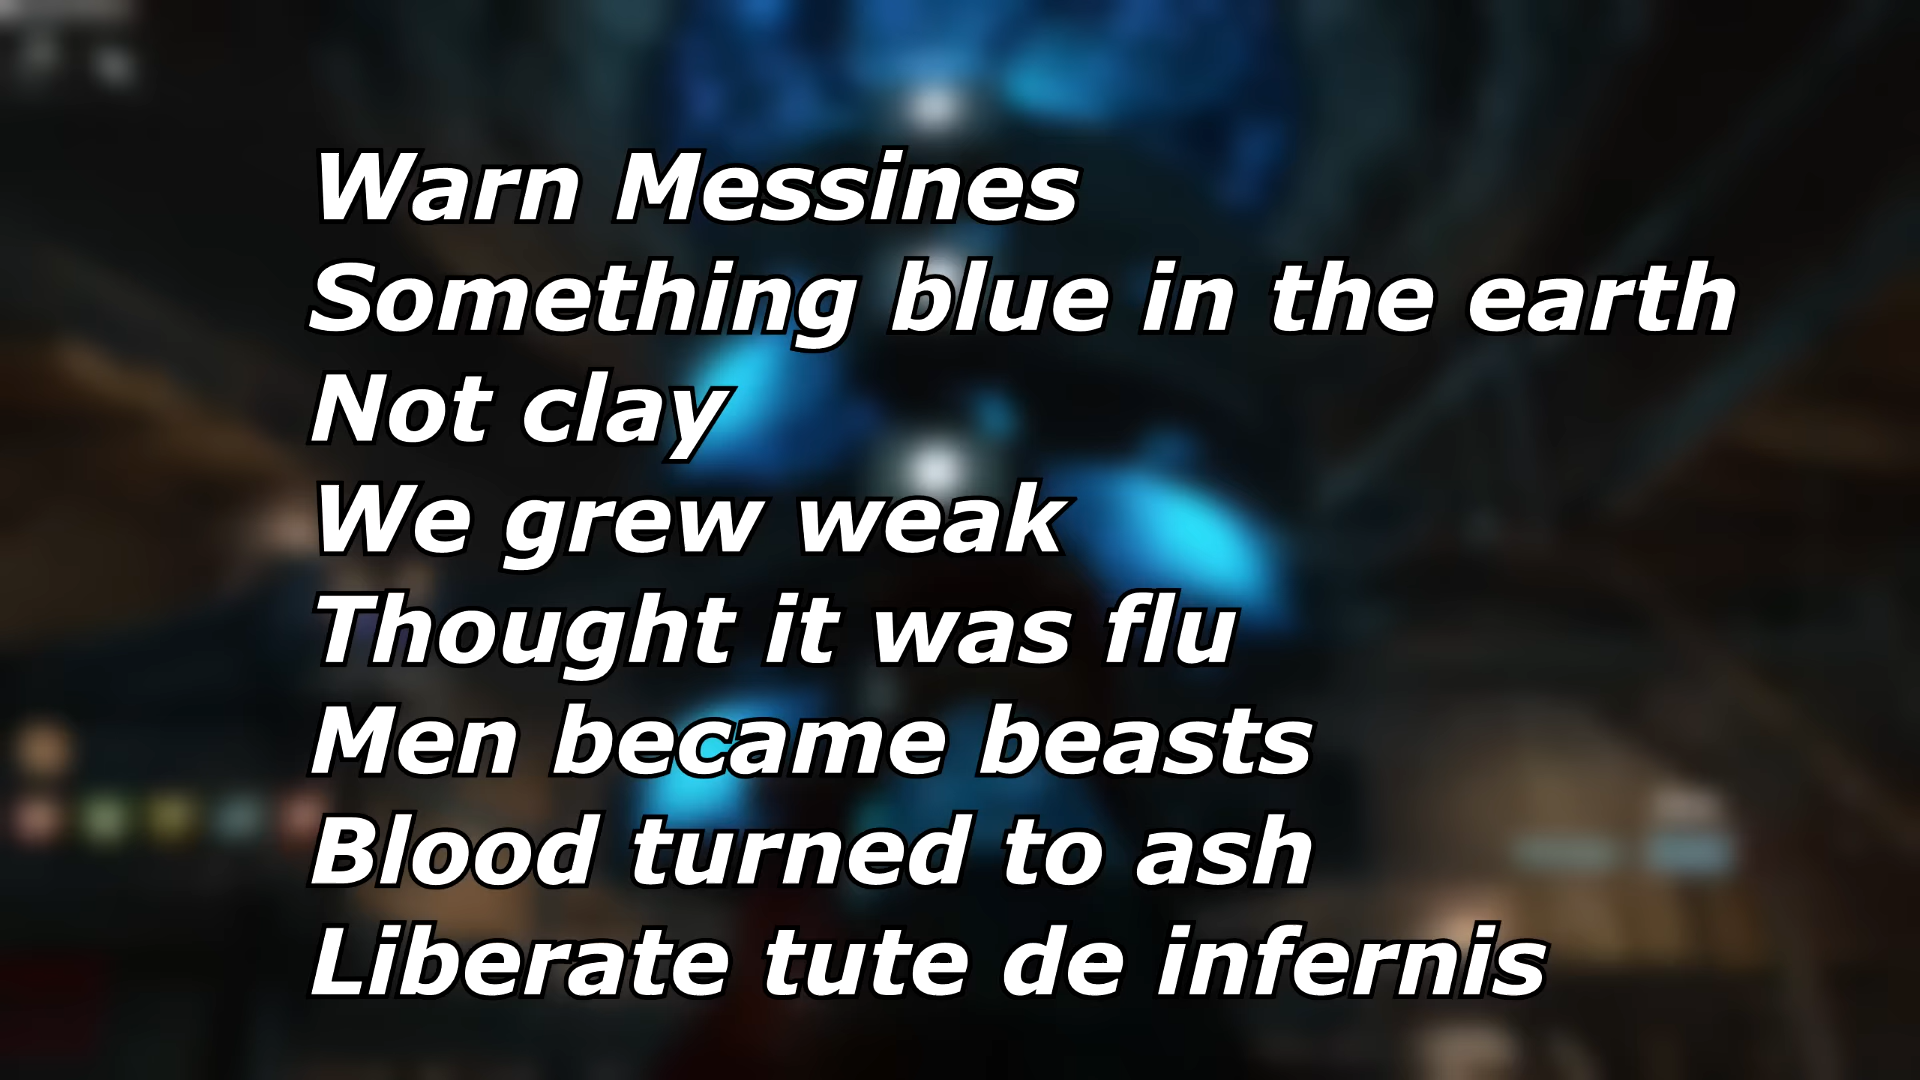 Warn Messines
Something blue in the earth
Not clay
We grew weak
Thought it was flu
Men became beasts
Blood turned to ash
Liberate tute de infernis